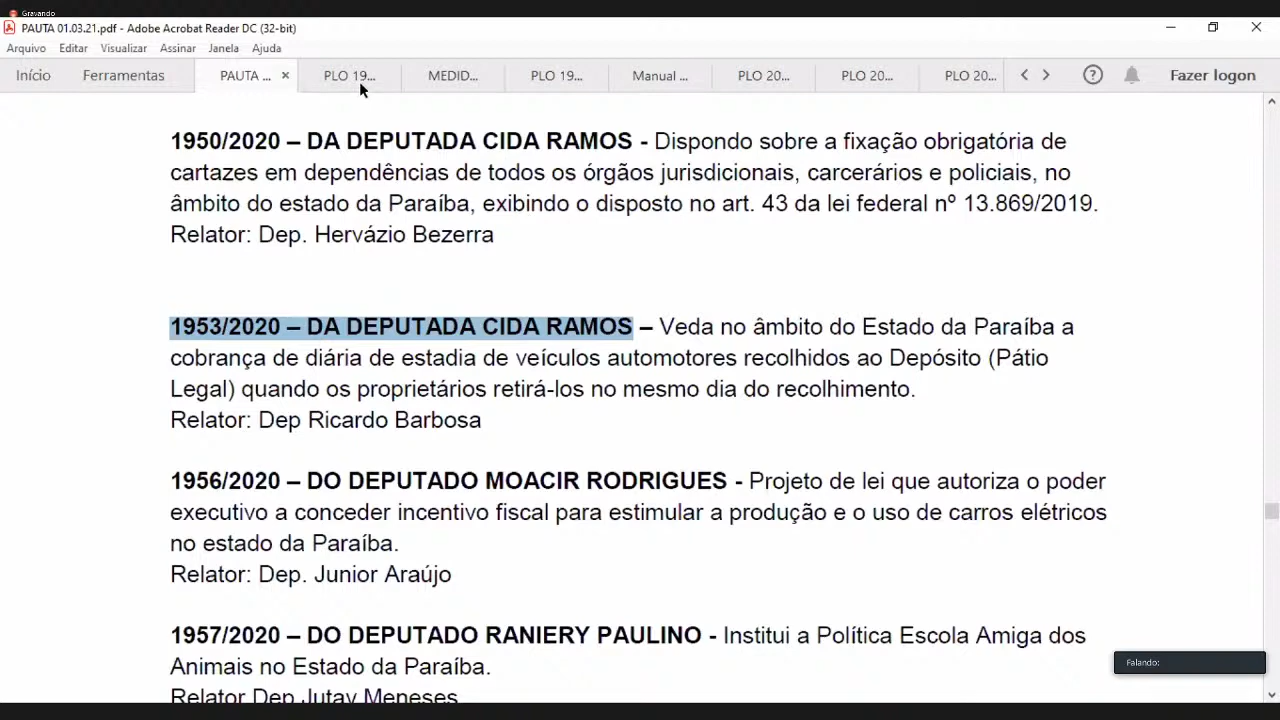 Gravando
PAUTA 01.03.21.pdf - Adobe Acrobat Reader DC (32-bit)
Arquivo Editar Visualizar Assinar Janela Ajuda
Início Ferramentas PAUTA ... × PLO 19... MEDID... PLO 19... Manual ... PLO 20... PLO 20... PLO 20... Fazer logon
1950/2020 – DA DEPUTADA CIDA RAMOS - Dispondo sobre a fixação obrigatória de
cartazes em dependências de todos os órgãos jurisdicionais, carcerários e policiais, no
âmbito do estado da Paraíba, exibindo o disposto no art. 43 da lei federal nº 13.869/2019.
Relator: Dep. Hervázio Bezerra
1953/2020 – DA DEPUTADA CIDA RAMOS – Veda no âmbito do Estado da Paraíba a
cobrança de diária de estadia de veículos automotores recolhidos ao Depósito (Pátio
Legal) quando os proprietários retirá-los no mesmo dia do recolhimento.
Relator: Dep Ricardo Barbosa
1956/2020 – DO DEPUTADO MOACIR RODRIGUES - Projeto de lei que autoriza o poder
executivo a conceder incentivo fiscal para estimular a produção e o uso de carros elétricos
no estado da Paraíba.
Relator: Dep. Junior Araújo
1957/2020 – DO DEPUTADO RANIERY PAULINO - Institui a Política Escola Amiga dos
Animais no Estado da Paraíba.
Relator Dep Jutay Meneses
Falando: